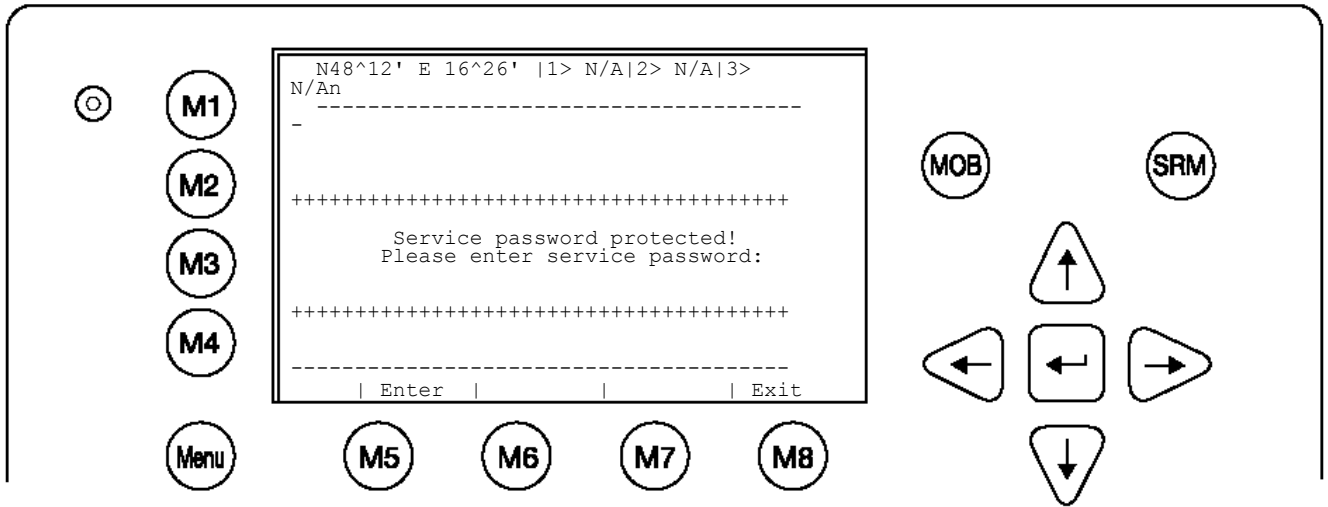 N48^12' E 16^26' |1> N/A|2> N/A|3>
N/An
--------------------------------------
-
+++++++++++++++++++++++++++++++++++++++
Service password protected!
Please enter service password:
+++++++++++++++++++++++++++++++++++++++
---------------------------------------
| Enter | | | Exit
M1
M2
M3
M4
Menu
M5
M6
M7
M8
MOB
SRM